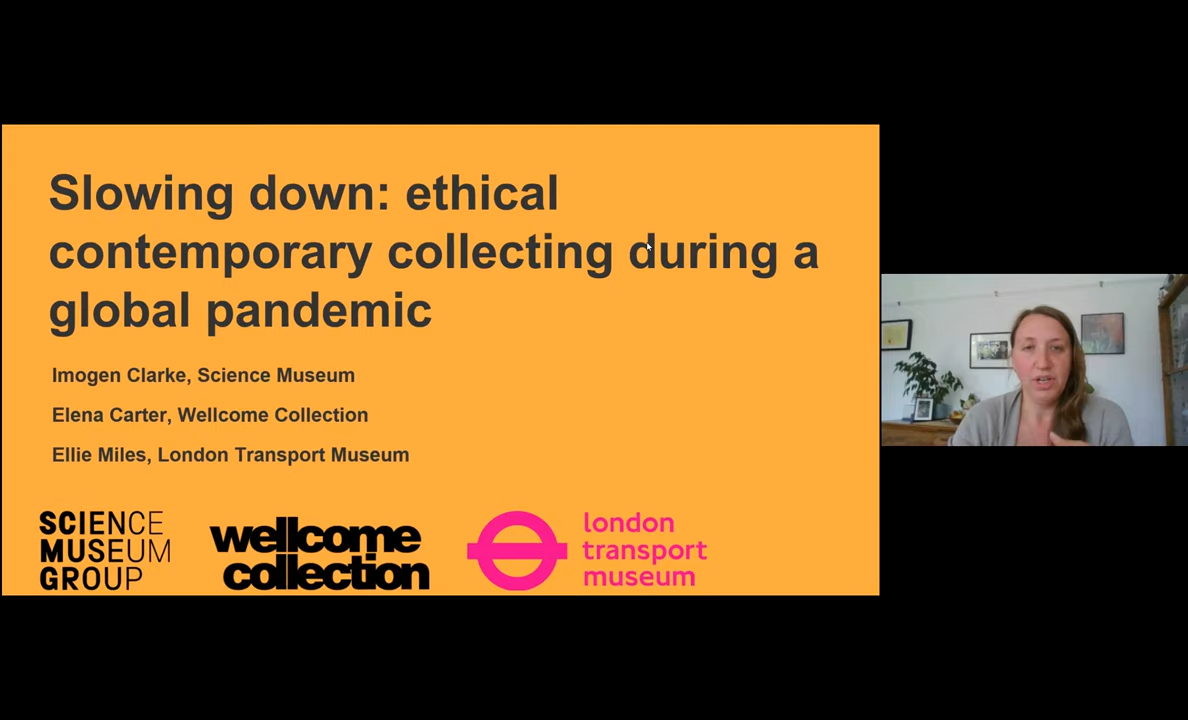 Slowing down: ethical
contemporary collecting during a
global pandemic
Imogen Clarke, Science Museum
Elena Carter, Wellcome Collection
Ellie Miles, London Transport Museum
SCIENCE
MUSEUM
GROUP
wellcome
collection
london
transport
museum